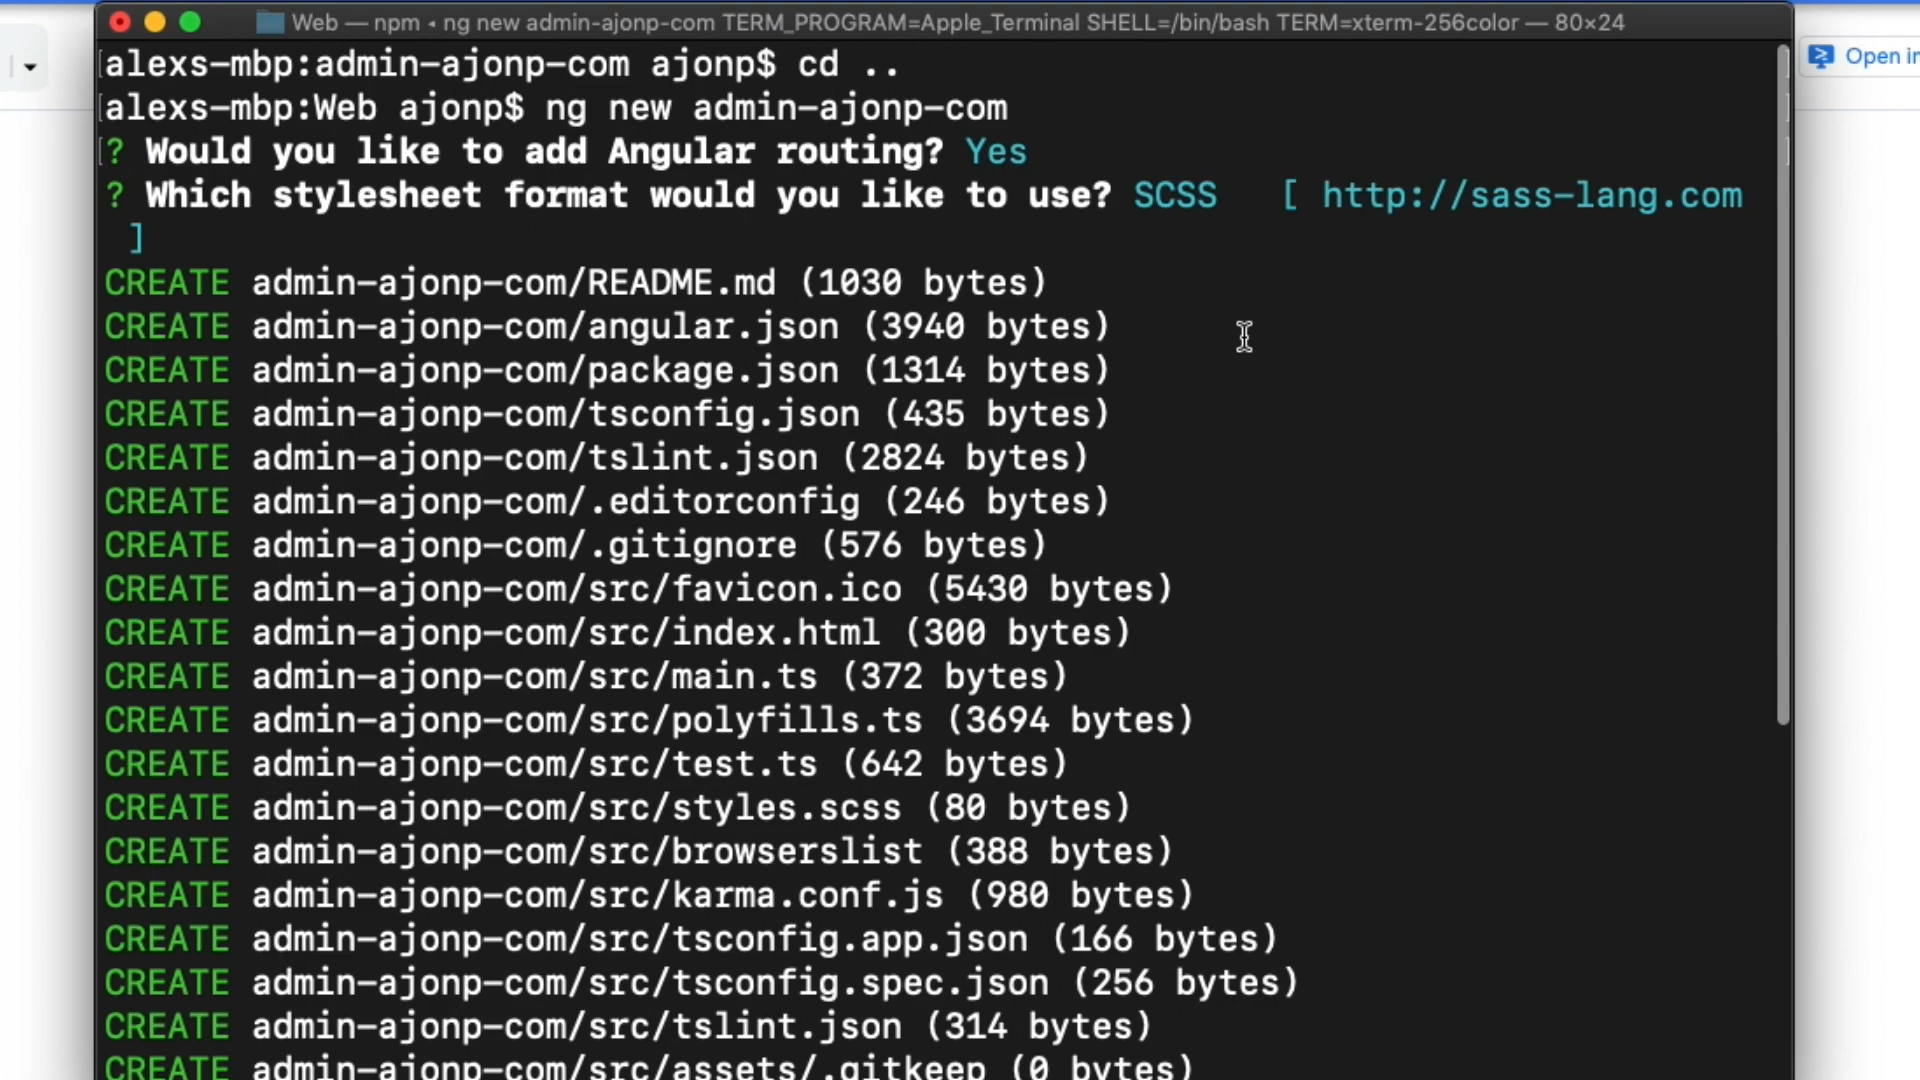 Web — npm ◂ ng new admin-ajonp-com TERM_PROGRAM=Apple_Terminal SHELL=/bin/bash TERM=xterm-256color — 80×24
Open in
[alexs-mbp:admin-ajonp-com ajonp$ cd ..
[alexs-mbp:Web ajonp$ ng new admin-ajonp-com
[? Would you like to add Angular routing? Yes
? Which stylesheet format would you like to use? SCSS   [ http://sass-lang.com
 ]
CREATE admin-ajonp-com/README.md (1030 bytes)
CREATE admin-ajonp-com/angular.json (3940 bytes)
CREATE admin-ajonp-com/package.json (1314 bytes)
CREATE admin-ajonp-com/tsconfig.json (435 bytes)
CREATE admin-ajonp-com/tslint.json (2824 bytes)
CREATE admin-ajonp-com/.editorconfig (246 bytes)
CREATE admin-ajonp-com/.gitignore (576 bytes)
CREATE admin-ajonp-com/src/favicon.ico (5430 bytes)
CREATE admin-ajonp-com/src/index.html (300 bytes)
CREATE admin-ajonp-com/src/main.ts (372 bytes)
CREATE admin-ajonp-com/src/polyfills.ts (3694 bytes)
CREATE admin-ajonp-com/src/test.ts (642 bytes)
CREATE admin-ajonp-com/src/styles.scss (80 bytes)
CREATE admin-ajonp-com/src/browserslist (388 bytes)
CREATE admin-ajonp-com/src/karma.conf.js (980 bytes)
CREATE admin-ajonp-com/src/tsconfig.app.json (166 bytes)
CREATE admin-ajonp-com/src/tsconfig.spec.json (256 bytes)
CREATE admin-ajonp-com/src/tslint.json (314 bytes)
CREATE admin-ajonp-com/src/assets/.gitkeep (0 bytes)